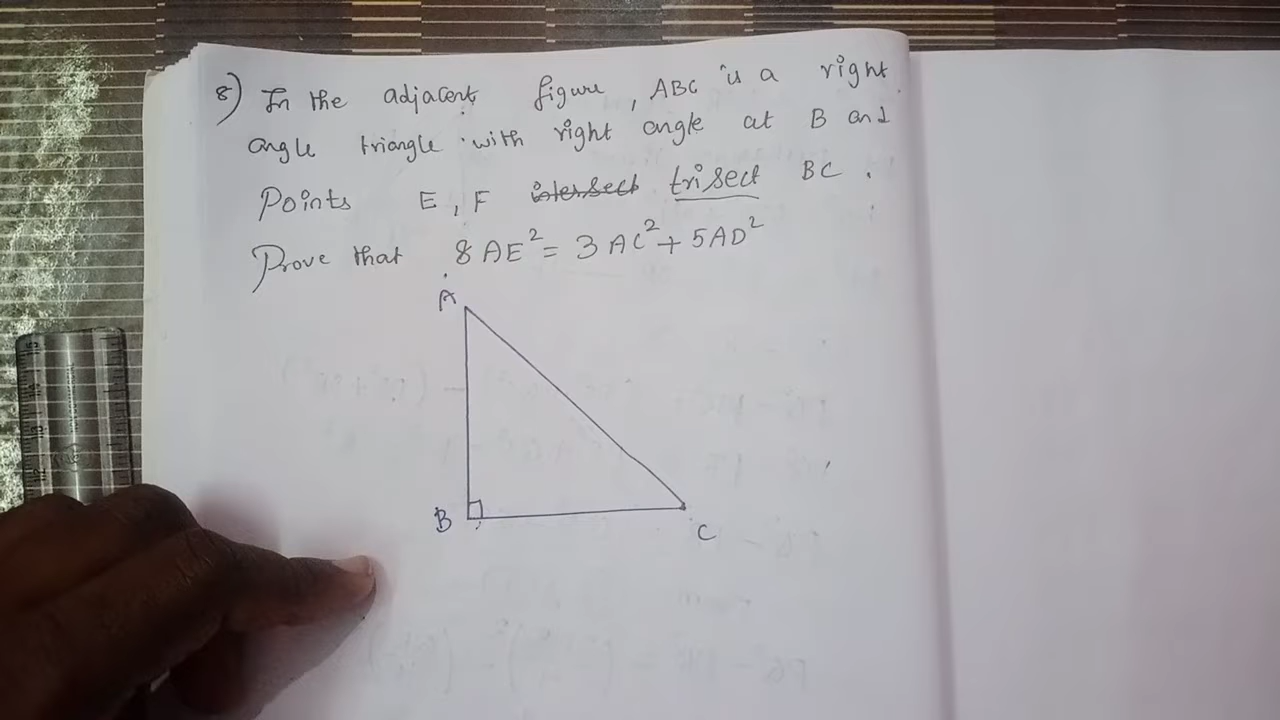 8) In the adjacent figure, ABC is a right
angle triangle with right angle at B and
Points E, F intersect trisect BC.
Prove that 8AE² = 3AC² + 5AD²
A
B
C